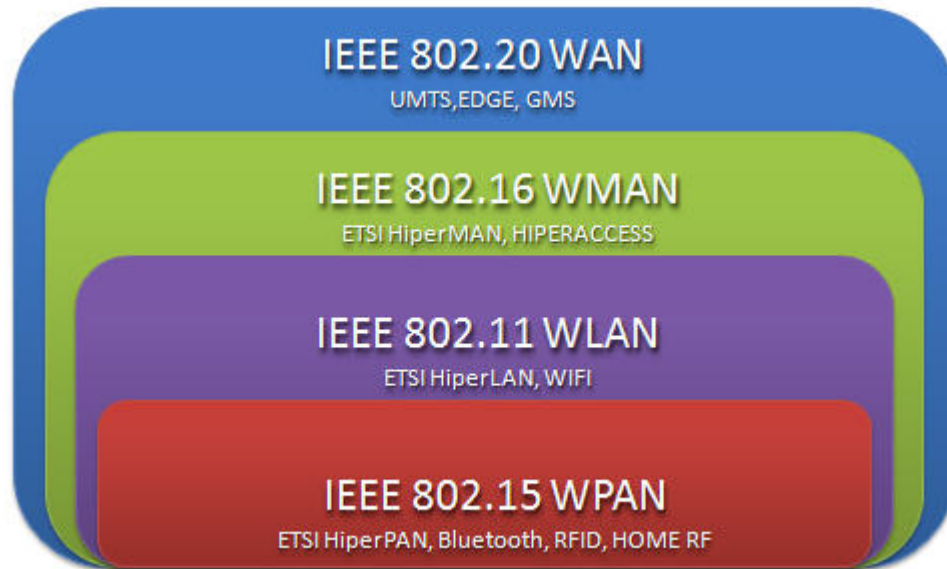 IEEE 802.20 WAN
UMTS,EDGE, GMS
IEEE 802.16 WMAN
ETSI HiperMAN, HIPERACCESS
IEEE 802.11 WLAN
ETSI HiperLAN, WIFI
IEEE 802.15 WPAN
ETSI HiperPAN, Bluetooth, RFID, HOME RF